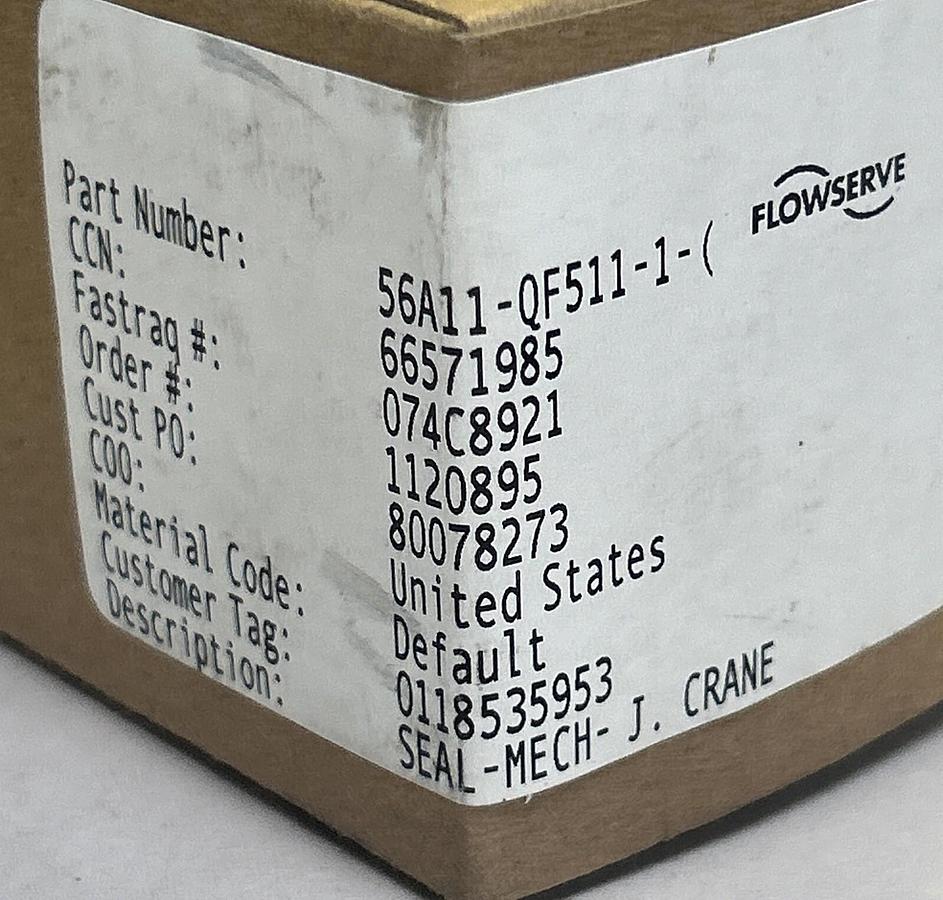 FLOWSERVE
Part Number: 56A11-QF511-1-(
CCN: 66571985
Fastraq #: 074C8921
Order #: 1120895
Cust PO: 80078273
COO: United States
Material Code: Default
Customer Tag: 0118535953
Description: SEAL-MECH- J. CRANE